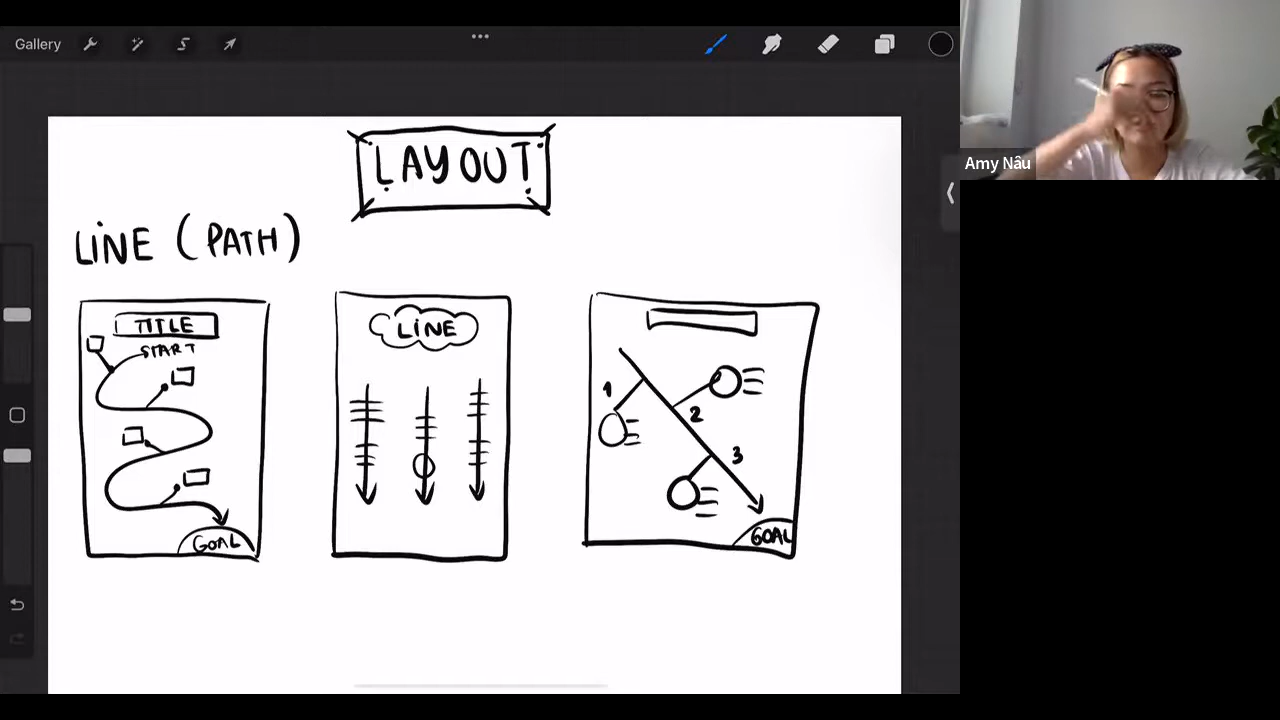 Gallery
LAYOUT
LiNE (PATH)
TITLE
START
GOAL
LiNE
1
2
3
GOAL
Amy Nâu